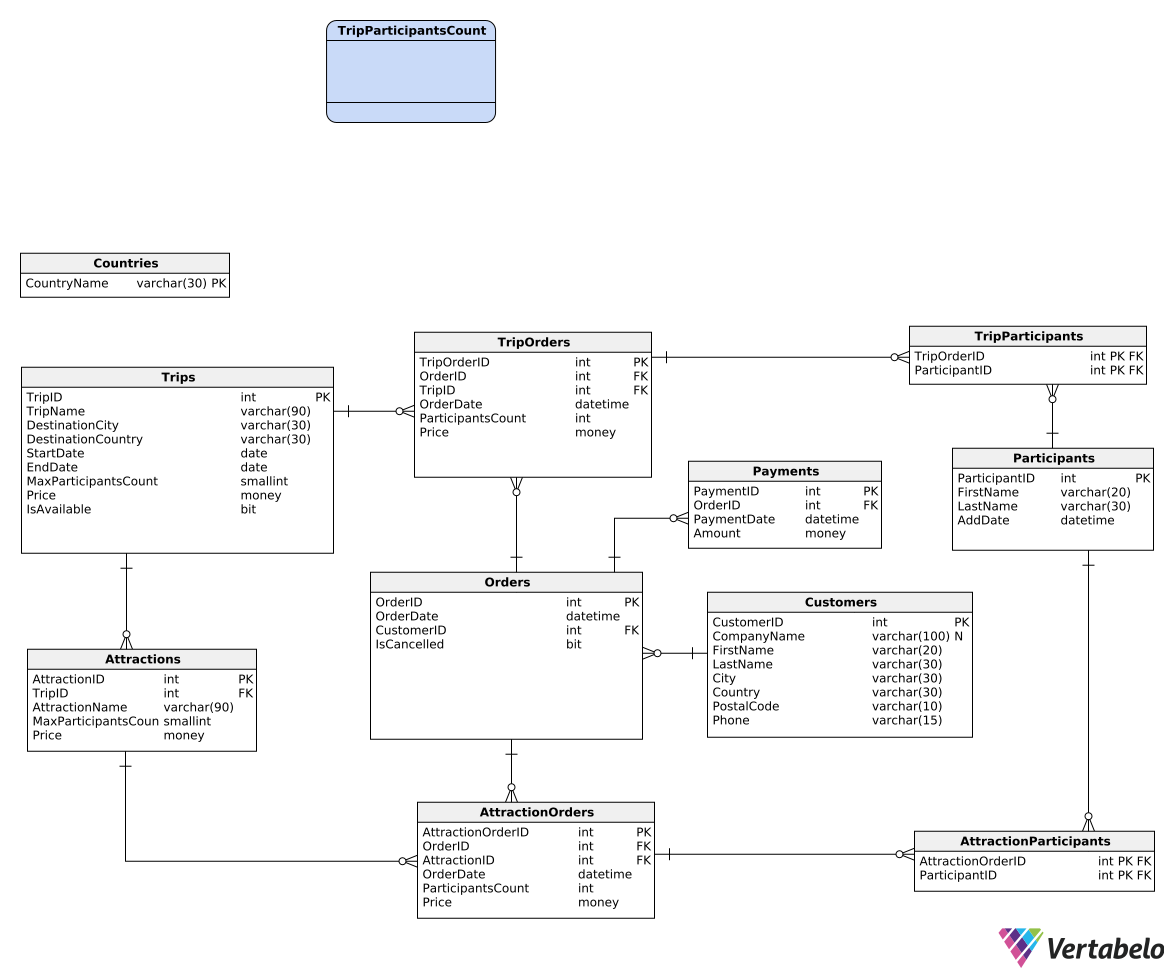 TripParticipantsCount
Countries
CountryName varchar(30) PK
Trips
TripID int PK
TripName varchar(90)
DestinationCity varchar(30)
DestinationCountry varchar(30)
StartDate date
EndDate date
MaxParticipantsCount smallint
Price money
IsAvailable bit
TripOrders
TripOrderID int PK
OrderID int FK
TripID int FK
OrderDate datetime
ParticipantsCount int
Price money
TripParticipants
TripOrderID int PK FK
ParticipantID int PK FK
Payments
PaymentID int PK
OrderID int FK
PaymentDate datetime
Amount money
Participants
ParticipantID int PK
FirstName varchar(20)
LastName varchar(30)
AddDate datetime
Orders
OrderID int PK
OrderDate datetime
CustomerID int FK
IsCancelled bit
Customers
CustomerID int PK
CompanyName varchar(100) N
FirstName varchar(20)
LastName varchar(30)
City varchar(30)
Country varchar(30)
PostalCode varchar(10)
Phone varchar(15)
Attractions
AttractionID int PK
TripID int FK
AttractionName varchar(90)
MaxParticipantsCoun smallint
Price money
AttractionOrders
AttractionOrderID int PK
OrderID int FK
AttractionID int FK
OrderDate datetime
ParticipantsCount int
Price money
AttractionParticipants
AttractionOrderID int PK FK
ParticipantID int PK FK
Vertabelo